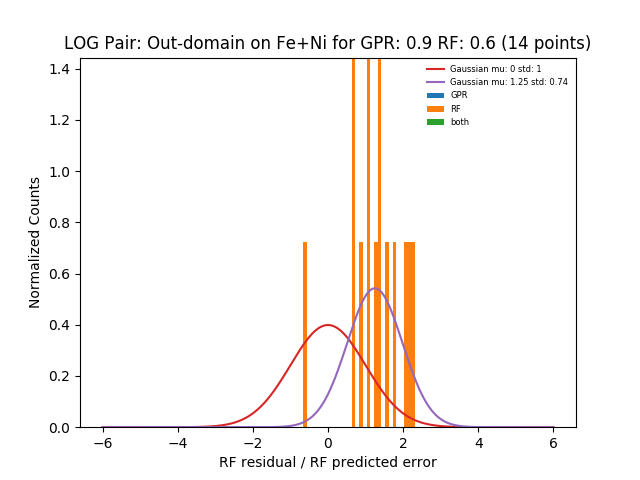 LOG Pair: Out-domain on Fe+Ni for GPR: 0.9 RF: 0.6 (14 points)
1.4
1.2
1.0
0.8
0.6
0.4
0.2
0.0
Normalized Counts
Gaussian mu: 0 std: 1
Gaussian mu: 1.25 std: 0.74
GPR
RF
both
−6 −4 −2 0 2 4 6
RF residual / RF predicted error